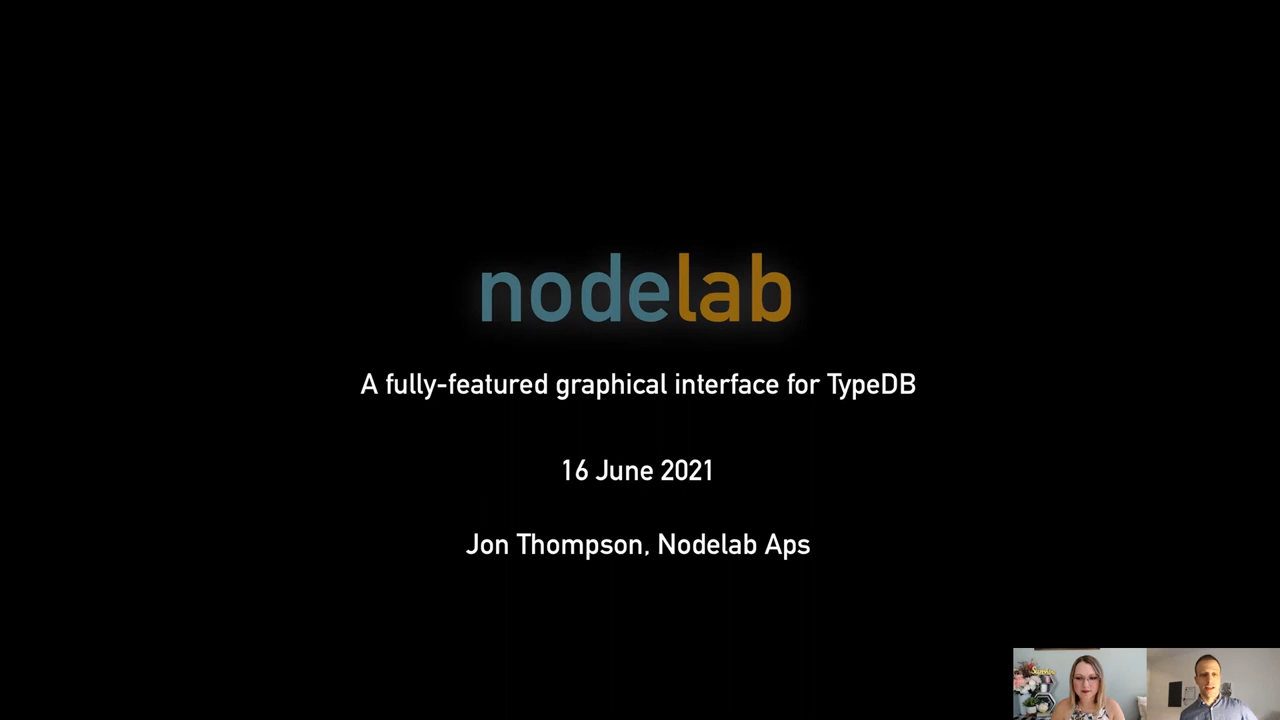 nodelab
A fully-featured graphical interface for TypeDB
16 June 2021
Jon Thompson, Nodelab Aps